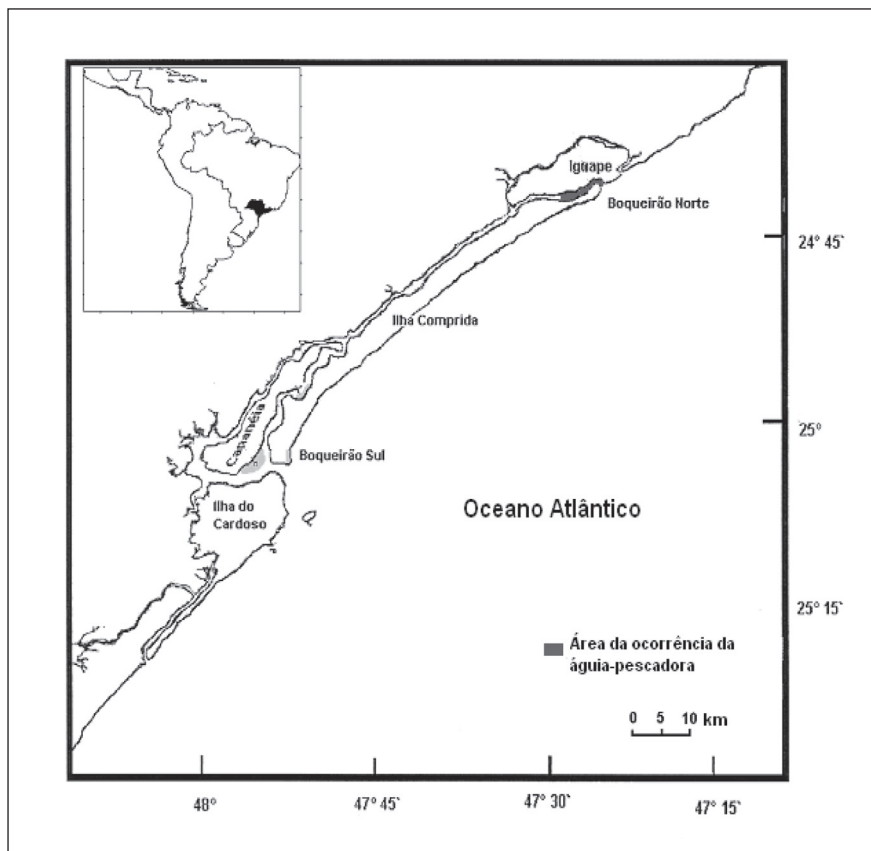 Iguape
Boqueirão Norte
24° 45`
Ilha Comprida
Cananéia
25°
Boqueirão Sul
Ilha do
Cardoso
Oceano Atlântico
25° 15`
Área da ocorrência da
águia-pescadora
0 5 10 km
48° 47° 45` 47° 30` 47° 15`